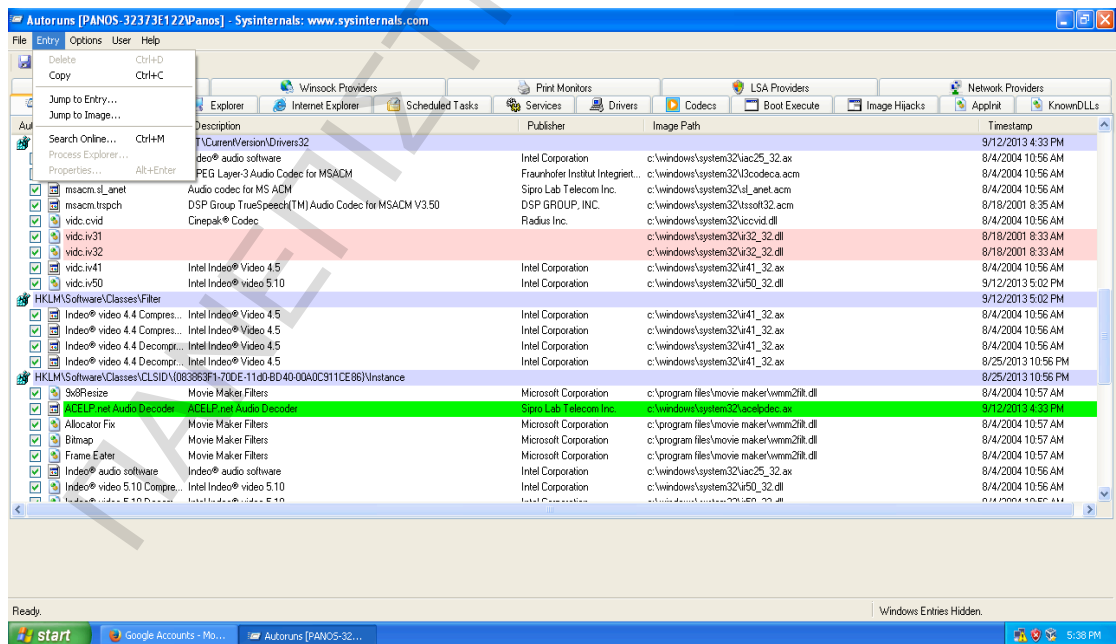 Autoruns [PANOS-32373E122\Panos] - Sysinternals: www.sysinternals.com
File Entry Options User Help
Delete Ctrl+D
Copy Ctrl+C
Jump to Entry...
Jump to Image...
Search Online... Ctrl+M
Process Explorer...
Properties... Alt+Enter
Winsock Providers Print Monitors LSA Providers Network Providers
Explorer Internet Explorer Scheduled Tasks Services Drivers Codecs Boot Execute Image Hijacks AppInit KnownDLLs
Description Publisher Image Path Timestamp
T\CurrentVersion\Drivers32 9/12/2013 4:33 PM
deo® audio software Intel Corporation c:\windows\system32\iac25_32.ax 8/4/2004 10:56 AM
PEG Layer-3 Audio Codec for MSACM Fraunhofer Institut Integriert... c:\windows\system32\l3codeca.acm 8/4/2004 10:56 AM
msacm.sl_anet Audio codec for MS ACM Sipro Lab Telecom Inc. c:\windows\system32\sl_anet.acm 8/4/2004 10:56 AM
msacm.trspch DSP Group TrueSpeech(TM) Audio Codec for MSACM V3.50 DSP GROUP, INC. c:\windows\system32\tssoft32.acm 8/18/2001 8:35 AM
vidc.cvid Cinepak® Codec Radius Inc. c:\windows\system32\iccvid.dll 8/4/2004 10:56 AM
vidc.iv31 c:\windows\system32\ir32_32.dll 8/18/2001 8:33 AM
vidc.iv32 c:\windows\system32\ir32_32.dll 8/18/2001 8:33 AM
vidc.iv41 Intel Indeo® Video 4.5 Intel Corporation c:\windows\system32\ir41_32.ax 8/4/2004 10:56 AM
vidc.iv50 Intel Indeo® video 5.10 Intel Corporation c:\windows\system32\ir50_32.dll 9/12/2013 5:02 PM
HKLM\Software\Classes\Filter 9/12/2013 5:02 PM
Indeo® video 4.4 Compres... Intel Indeo® Video 4.5 Intel Corporation c:\windows\system32\ir41_32.ax 8/4/2004 10:56 AM
Indeo® video 4.4 Compres... Intel Indeo® Video 4.5 Intel Corporation c:\windows\system32\ir41_32.ax 8/4/2004 10:56 AM
Indeo® video 4.4 Decompr... Intel Indeo® Video 4.5 Intel Corporation c:\windows\system32\ir41_32.ax 8/4/2004 10:56 AM
Indeo® video 4.4 Decompr... Intel Indeo® Video 4.5 Intel Corporation c:\windows\system32\ir41_32.ax 8/25/2013 10:56 PM
HKLM\Software\Classes\CLSID\{083863F1-70DE-11d0-BD40-00A0C911CE86}\Instance 8/25/2013 10:56 PM
9x8Resize Movie Maker Filters Microsoft Corporation c:\program files\movie maker\wmm2filt.dll 8/4/2004 10:57 AM
ACELP.net Audio Decoder ACELP.net Audio Decoder Sipro Lab Telecom Inc. c:\windows\system32\acelpdec.ax 9/12/2013 4:33 PM
Allocator Fix Movie Maker Filters Microsoft Corporation c:\program files\movie maker\wmm2filt.dll 8/4/2004 10:57 AM
Bitmap Movie Maker Filters Microsoft Corporation c:\program files\movie maker\wmm2filt.dll 8/4/2004 10:57 AM
Frame Eater Movie Maker Filters Microsoft Corporation c:\program files\movie maker\wmm2filt.dll 8/4/2004 10:57 AM
Indeo® audio software Indeo® audio software Intel Corporation c:\windows\system32\iac25_32.ax 8/4/2004 10:56 AM
Indeo® video 5.10 Compre... Intel Indeo® video 5.10 Intel Corporation c:\windows\system32\ir50_32.dll 8/4/2004 10:56 AM
Ready. Windows Entries Hidden.
start Google Accounts - Mo... Autoruns [PANOS-32... 5:38 PM